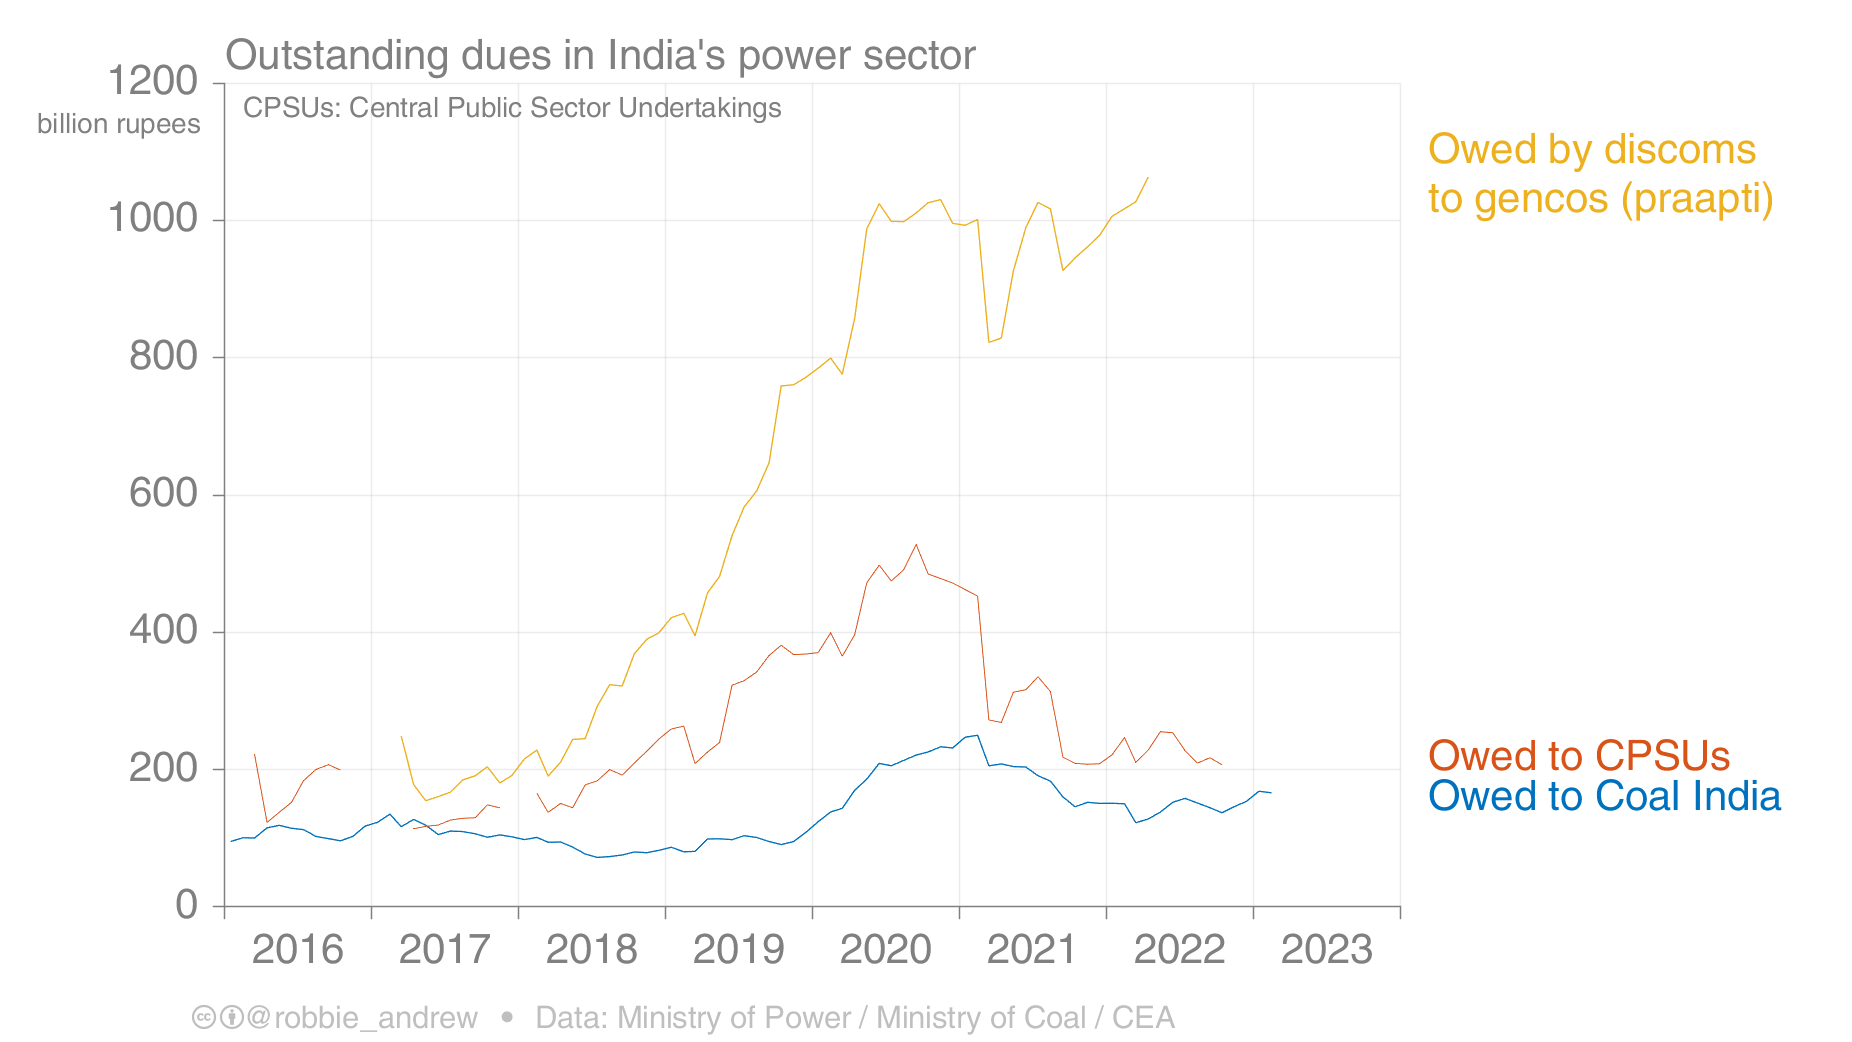 Outstanding dues in India's power sector
1200
billion rupees
CPSUs: Central Public Sector Undertakings
1000
800
600
400
200
0
Owed by discoms
to gencos (praapti)
Owed to CPSUs
Owed to Coal India
2016 2017 2018 2019 2020 2021 2022 2023
cc @robbie_andrew • Data: Ministry of Power / Ministry of Coal / CEA